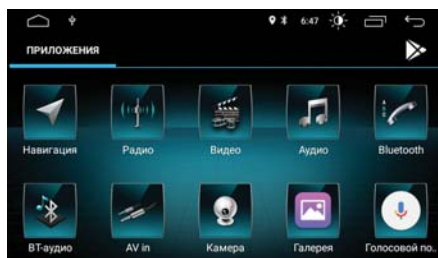 6:47
ПРИЛОЖЕНИЯ
Навигация Радио Видео Аудио Bluetooth
BT-аудио AV in Камера Галерея Голосовой по..